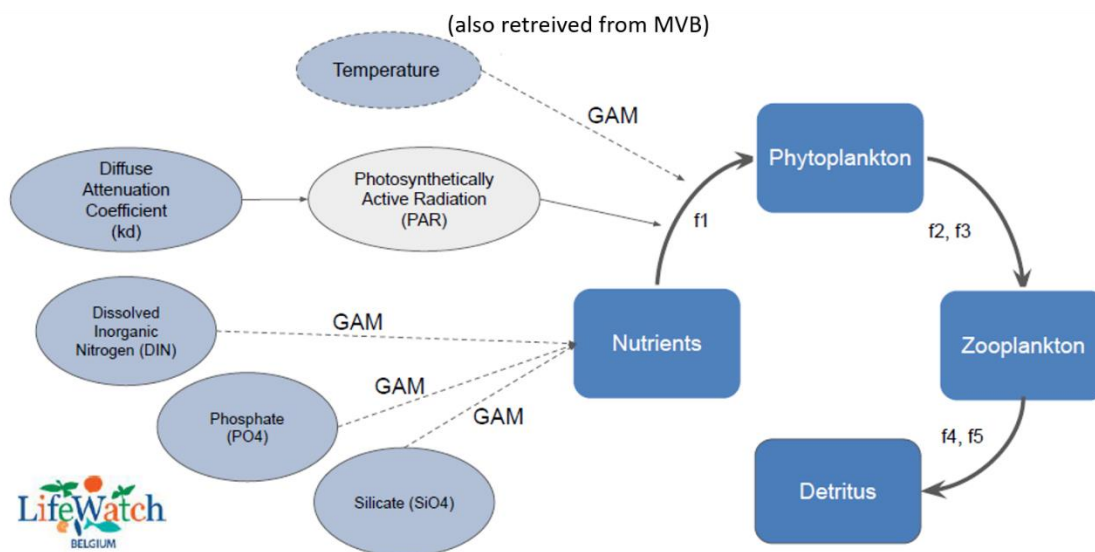 (also retreived from MVB)
Temperature
GAM
Phytoplankton
Diffuse
Attenuation
Coefficient
(kd)
Photosynthetically
Active Radiation
(PAR)
f1
f2, f3
Dissolved
Inorganic
Nitrogen (DIN)
GAM
Nutrients
Zooplankton
GAM
Phosphate
(PO4)
GAM
f4, f5
Silicate (SiO4)
Detritus
LifeWatch
BELGIUM